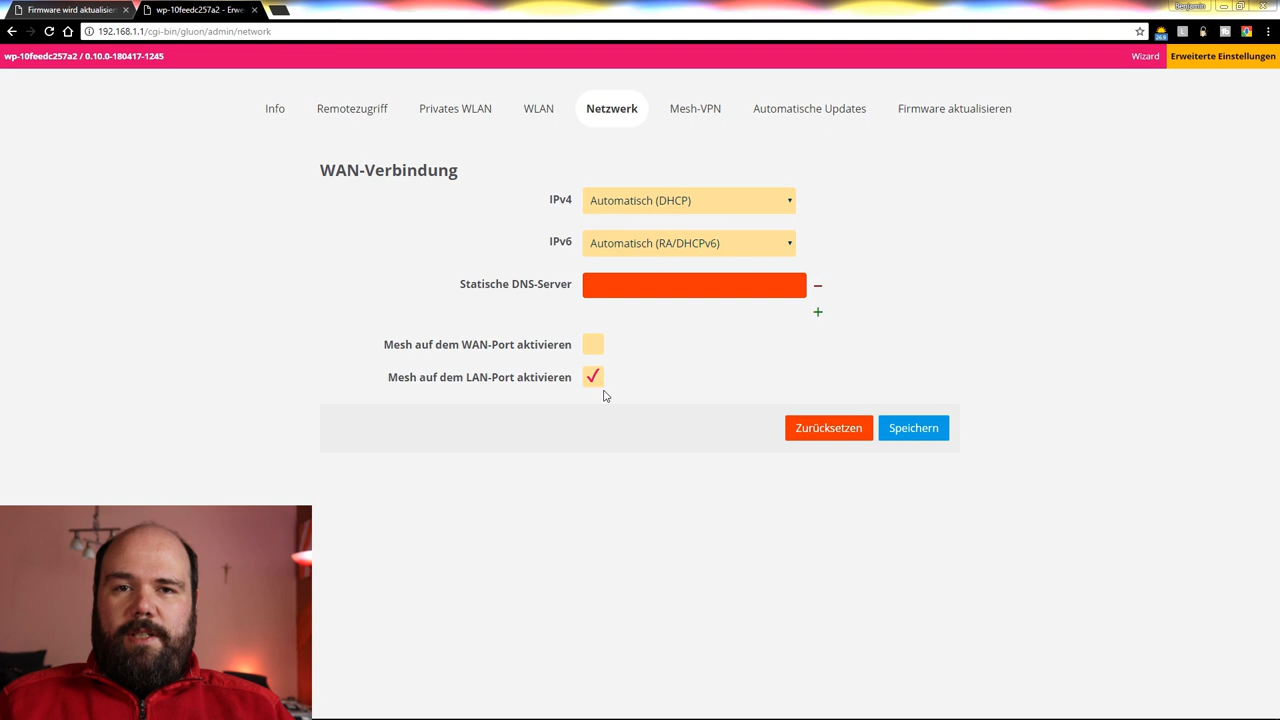 Firmware wird aktualisier
wp-10feedc257a2 - Erwe
Benjamin
192.168.1.1/cgi-bin/gluon/admin/network
26.9
wp-10feedc257a2 / 0.10.0-180417-1245
Wizard
Erweiterte Einstellungen
Info
Remotezugriff
Privates WLAN
WLAN
Netzwerk
Mesh-VPN
Automatische Updates
Firmware aktualisieren
WAN-Verbindung
IPv4
Automatisch (DHCP)
IPv6
Automatisch (RA/DHCPv6)
Statische DNS-Server
Mesh auf dem WAN-Port aktivieren
Mesh auf dem LAN-Port aktivieren
Zurücksetzen
Speichern